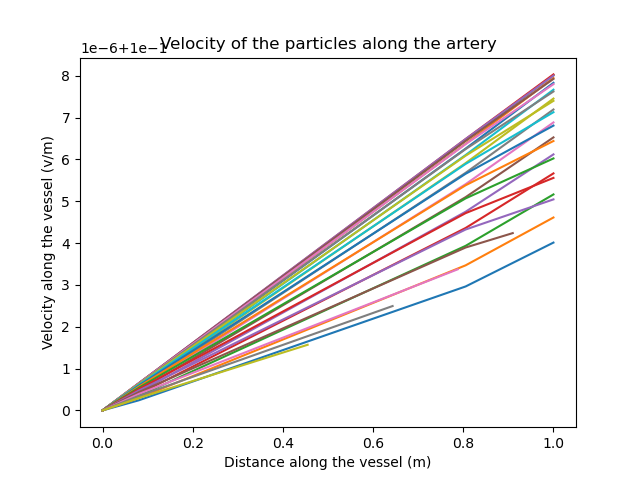 Velocity of the particles along the artery
1e−6+1e−1
8
7
6
5
4
3
2
1
0
Velocity along the vessel (v/m)
0.0 0.2 0.4 0.6 0.8 1.0
Distance along the vessel (m)